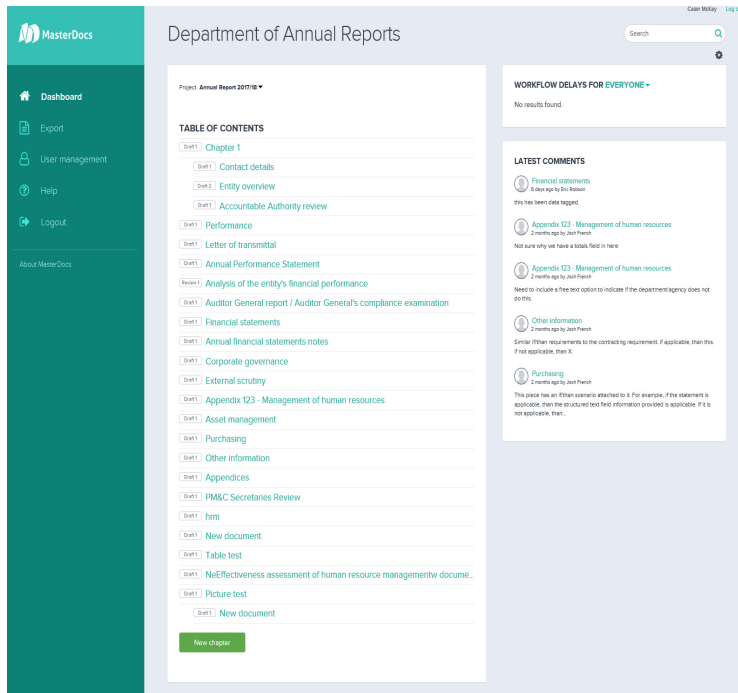 Calan McKay Log o
MasterDocs
Department of Annual Reports
Search
Dashboard
Export
User management
Help
Logout
About MasterDocs
Project: Annual Report 2017/18
TABLE OF CONTENTS
Draft 1 Chapter 1
Draft 1 Contact details
Draft 2 Entity overview
Draft 1 Accountable Authority review
Draft 1 Performance
Draft 1 Letter of transmittal
Draft 1 Annual Performance Statement
Review 1 Analysis of the entity's financial performance
Draft 1 Auditor General report / Auditor General's compliance examination
Draft 1 Financial statements
Draft 1 Annual financial statements notes
Draft 1 Corporate governance
Draft 1 External scrutiny
Draft 1 Appendix 123 - Management of human resources
Draft 1 Asset management
Draft 1 Purchasing
Draft 1 Other information
Draft 1 Appendices
Draft 1 PM&C Secretaries Review
Draft 1 hrm
Draft 1 New document
Draft 1 Table test
Draft 1 NeEffectiveness assessment of human resource managementw docume...
Draft 1 Picture test
Draft 1 New document
New chapter
WORKFLOW DELAYS FOR EVERYONE
No results found.
LATEST COMMENTS
Financial statements
8 days ago by Eric Robson
this has been data tagged.
Appendix 123 - Management of human resources
2 months ago by Josh French
Not sure why we have a totals field in here
Appendix 123 - Management of human resources
2 months ago by Josh French
Need to include a free text option to indicate if the department/agency does not
do this.
Other information
2 months ago by Josh French
Similar if/than requirements to the contracting requirement. if applicable, than this.
if not applicable, than X.
Purchasing
2 months ago by Josh French
This piece has an if/than scenario attached to it. For example, if the statement is
applicable, than the structured text field information provided is applicable. If it is
not applicable, than...